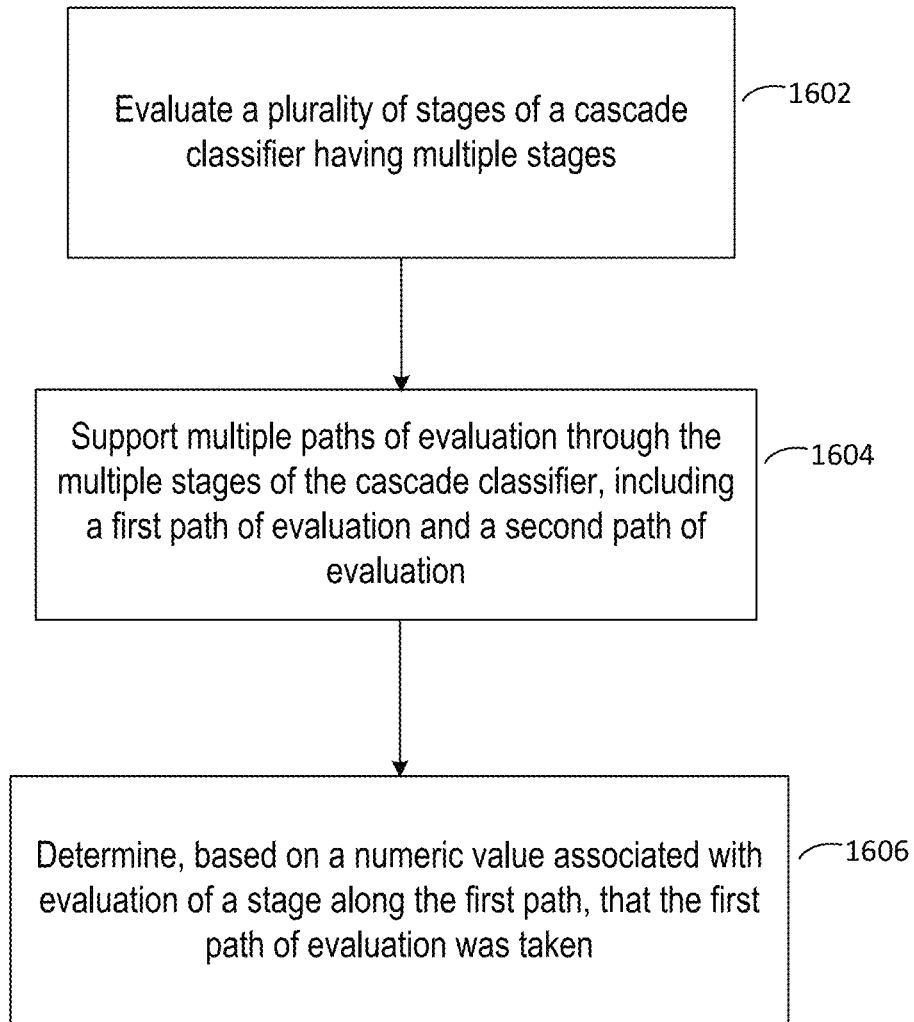 Evaluate a plurality of stages of a cascade
classifier having multiple stages
1602
Support multiple paths of evaluation through the
multiple stages of the cascade classifier, including
a first path of evaluation and a second path of
evaluation
1604
Determine, based on a numeric value associated with
evaluation of a stage along the first path, that the first
path of evaluation was taken
1606